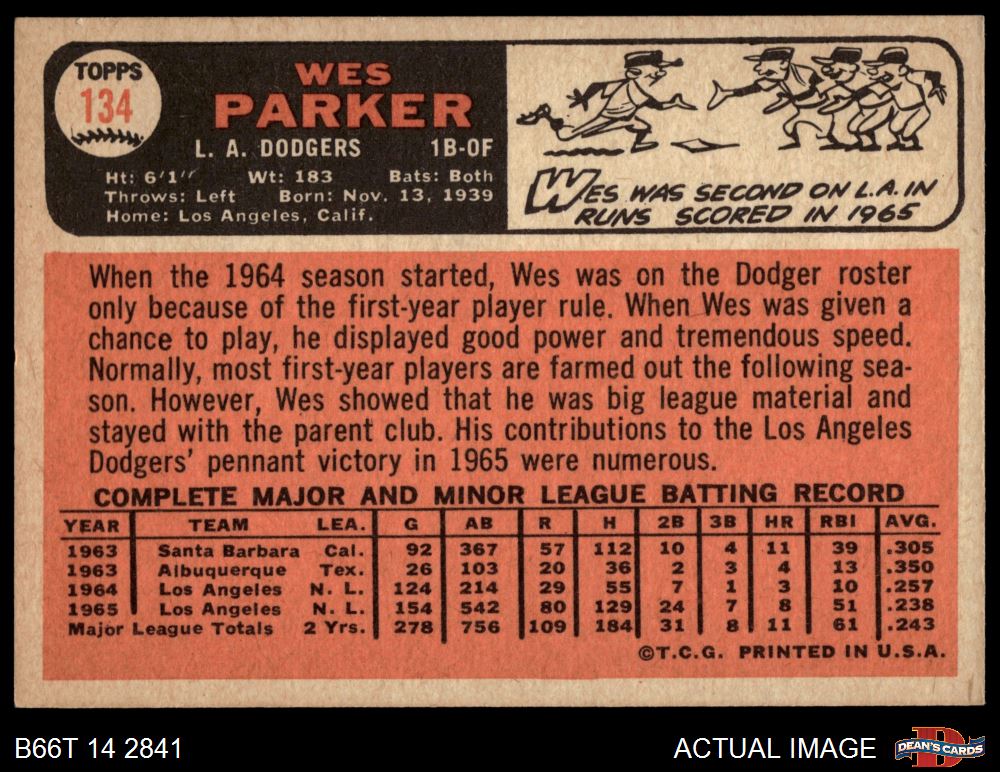 TOPPS
134
WES
PARKER
L. A. DODGERS 1B-OF
Ht: 6'1" Wt: 183 Bats: Both
Throws: Left Born: Nov. 13, 1939
Home: Los Angeles, Calif.
WES WAS SECOND ON L.A. IN
RUNS SCORED IN 1965
When the 1964 season started, Wes was on the Dodger roster
only because of the first-year player rule. When Wes was given a
chance to play, he displayed good power and tremendous speed.
Normally, most first-year players are farmed out the following sea-
son. However, Wes showed that he was big league material and
stayed with the parent club. His contributions to the Los Angeles
Dodgers' pennant victory in 1965 were numerous.
COMPLETE MAJOR AND MINOR LEAGUE BATTING RECORD
YEAR TEAM LEA. G AB R H 2B 3B HR RBI AVG.
1963 Santa Barbara Cal. 92 367 57 112 10 4 11 39 .305
1963 Albuquerque Tex. 26 103 20 36 2 3 4 13 .350
1964 Los Angeles N. L. 124 214 29 55 7 1 3 10 .257
1965 Los Angeles N. L. 154 542 80 129 24 7 8 51 .238
Major League Totals 2 Yrs. 278 756 109 184 31 8 11 61 .243
©T.C.G. PRINTED IN U.S.A.
B66T 14 2841 ACTUAL IMAGE
DEAN'S CARDS